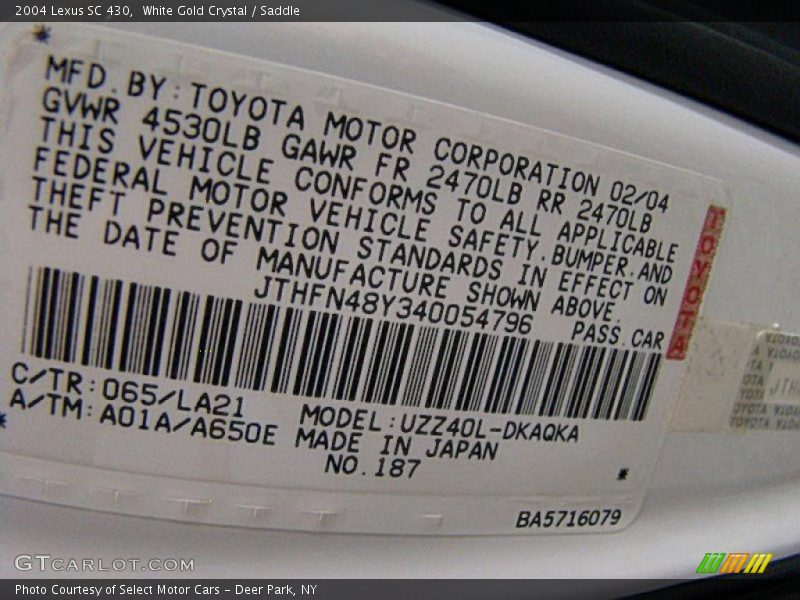 2004 Lexus SC 430, White Gold Crystal / Saddle
MFD. BY: TOYOTA MOTOR CORPORATION 02/04
GVWR 4530LB GAWR FR 2470LB RR 2470LB
THIS VEHICLE CONFORMS TO ALL APPLICABLE
FEDERAL MOTOR VEHICLE SAFETY.BUMPER.AND
THEFT PREVENTION STANDARDS IN EFFECT ON
THE DATE OF MANUFACTURE SHOWN ABOVE.
JTHFN48Y340054796 PASS.CAR
TOYOTA
C/TR:065/LA21
A/TM:A01A/A650E
MODEL:UZZ40L-DKAQKA
MADE IN JAPAN
NO.187
BA5716079
JTH
TOYOTA TOYOTA
GTCARLOT.COM
Photo Courtesy of Select Motor Cars - Deer Park, NY